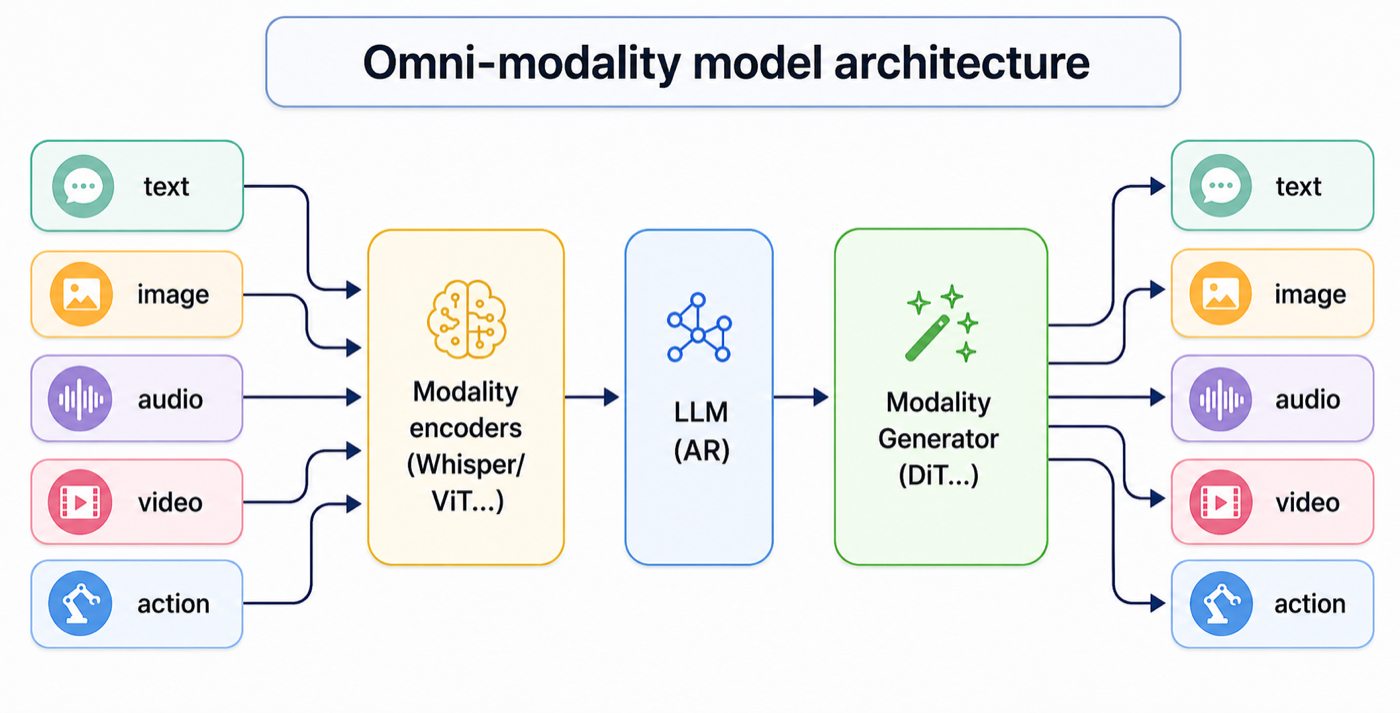 Omni-modality model architecture
text
image
audio
video
action
Modality
encoders
(Whisper/
ViT...)
LLM
(AR)
Modality
Generator
(DiT...)
text
image
audio
video
action